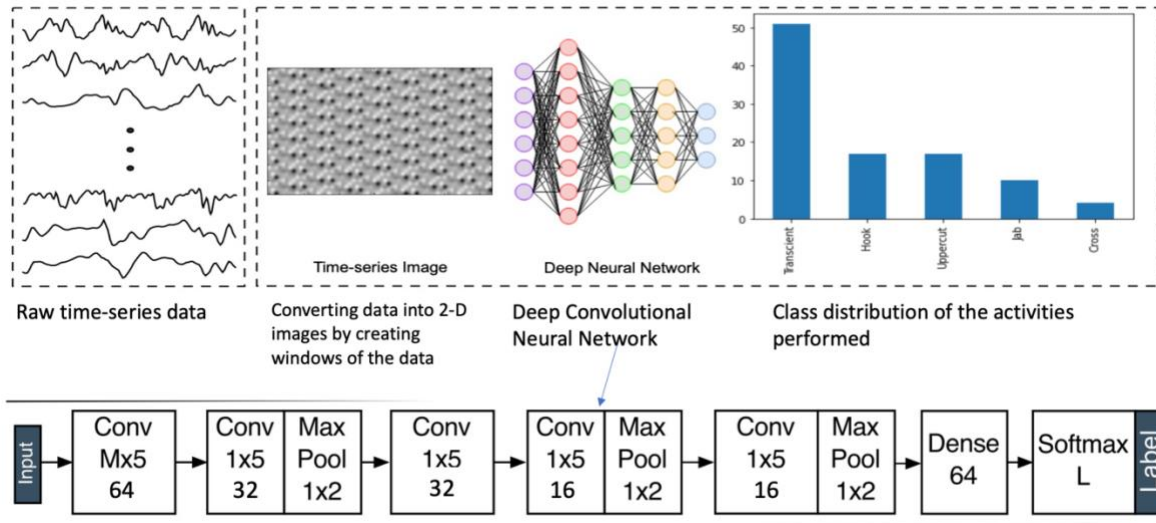 50
40
30
20
10
0
Transcient
Hook
Uppercut
Jab
Cross
Time-series Image
Deep Neural Network
Raw time-series data
Converting data into 2-D
images by creating
windows of the data
Deep Convolutional
Neural Network
Class distribution of the activities
performed
Input
Conv
Mx5
64
Conv
1x5
32
Max
Pool
1x2
Conv
1x5
32
Conv
1x5
16
Max
Pool
1x2
Conv
1x5
16
Max
Pool
1x2
Dense
64
Softmax
L
Label